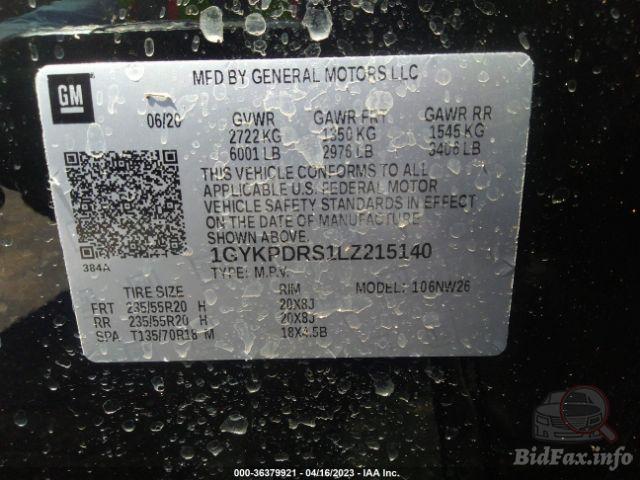 MFD BY GENERAL MOTORS LLC
GM
06/20 GVWR GAWR FRT GAWR RR
2722 KG 1350 KG 1545 KG
6001 LB 2976 LB 3406 LB
THIS VEHICLE CONFORMS TO ALL
APPLICABLE U.S. FEDERAL MOTOR
VEHICLE SAFETY STANDARDS IN EFFECT
ON THE DATE OF MANUFACTURE
SHOWN ABOVE.
384A
1GYKPDRS1LZ215140
TYPE: M.P.V. MODEL: 106NW26
TIRE SIZE RIM
FRT 235/55R20 H 20X8J
RR 235/55R20 H 20X8J
SPA T135/70R18 M 18X4.5B
000-36379921 - 04/16/2023 - IAA Inc.
BidFax.info